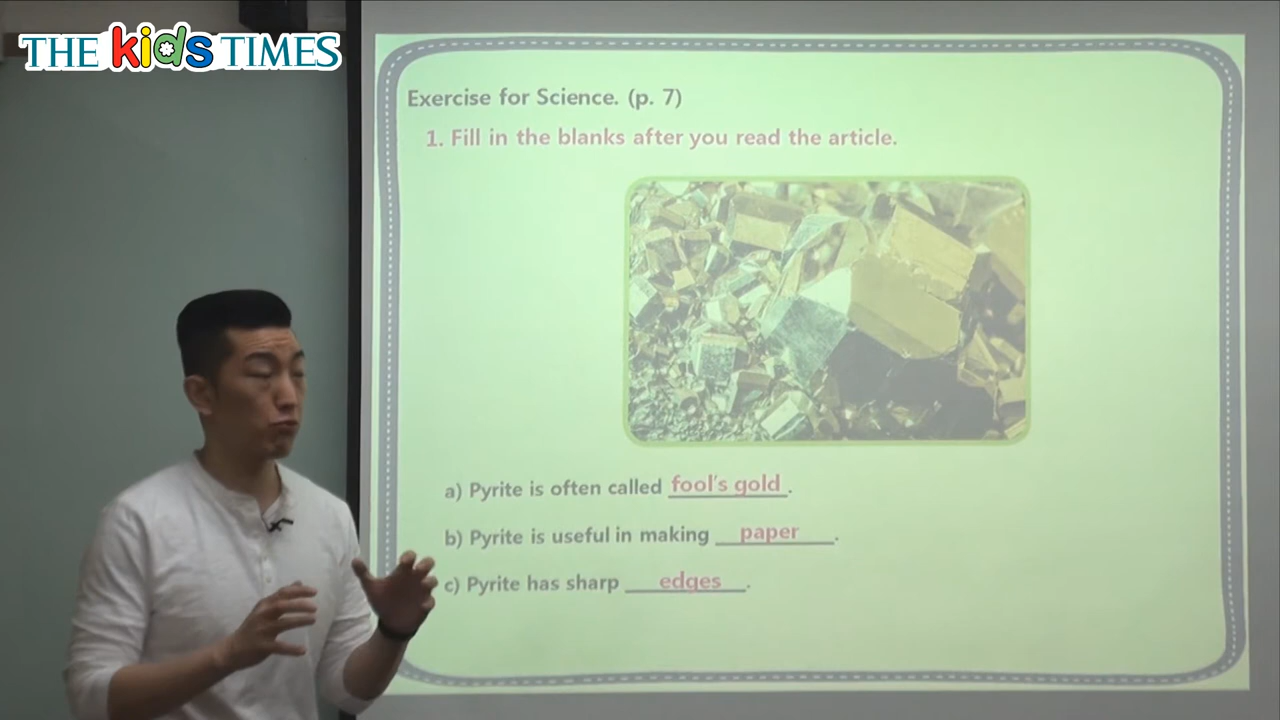 THE kids TIMES
Exercise for Science. (p. 7)
1. Fill in the blanks after you read the article.
a) Pyrite is often called fool's gold.
b) Pyrite is useful in making paper.
c) Pyrite has sharp edges.